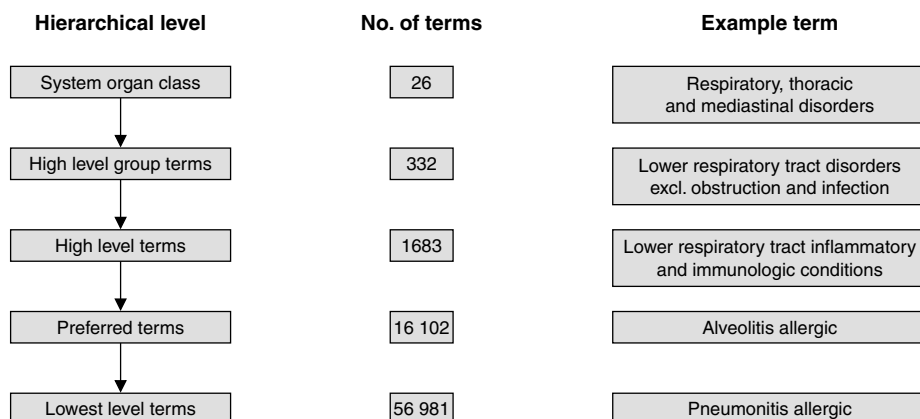 Hierarchical level No. of terms Example term
System organ class 26 Respiratory, thoracic
and mediastinal disorders
High level group terms 332 Lower respiratory tract disorders
excl. obstruction and infection
High level terms 1683 Lower respiratory tract inflammatory
and immunologic conditions
Preferred terms 16 102 Alveolitis allergic
Lowest level terms 56 981 Pneumonitis allergic